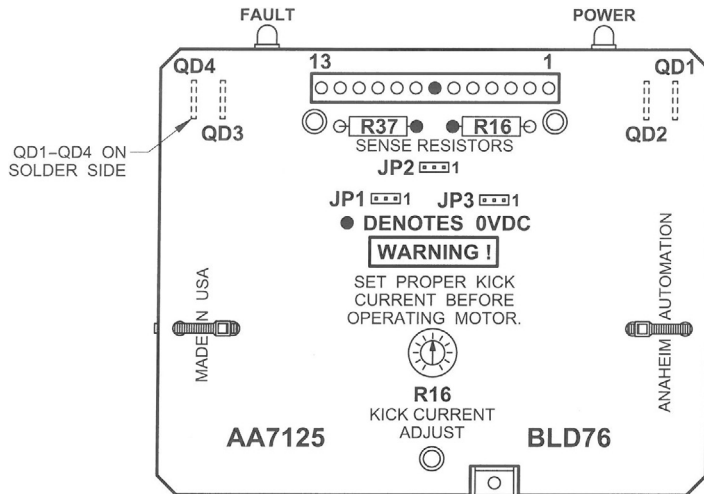 FAULT
POWER
QD4
13
1
QD1
QD3
R37
R16
QD2
SENSE RESISTORS
QD1-QD4 ON
SOLDER SIDE
JP2
1
JP1
1
JP3
1
DENOTES 0VDC
WARNING !
SET PROPER KICK
CURRENT BEFORE
OPERATING MOTOR.
MADE IN USA
ANAHEIM AUTOMATION
R16
KICK CURRENT
ADJUST
AA7125
BLD76